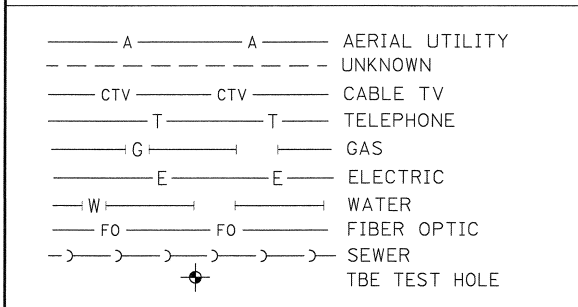 A A AERIAL UTILITY
UNKNOWN
CTV CTV CABLE TV
T T TELEPHONE
G GAS
E E ELECTRIC
W WATER
FO FO FIBER OPTIC
SEWER
TBE TEST HOLE